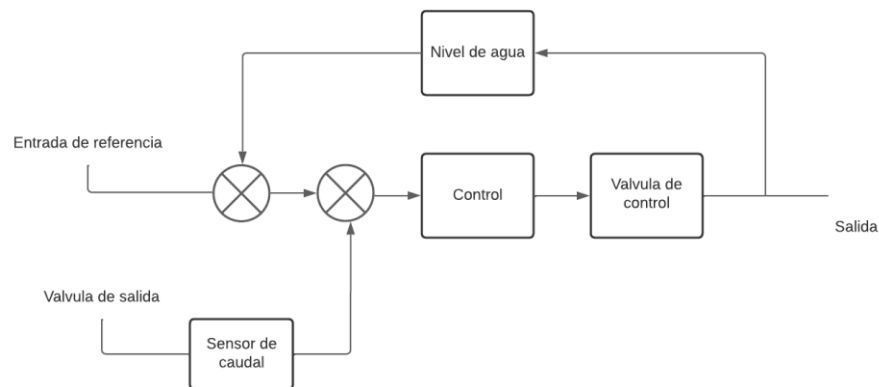 Nivel de agua
Entrada de referencia
Control
Valvula de
control
Salida
Valvula de salida
Sensor de
caudal